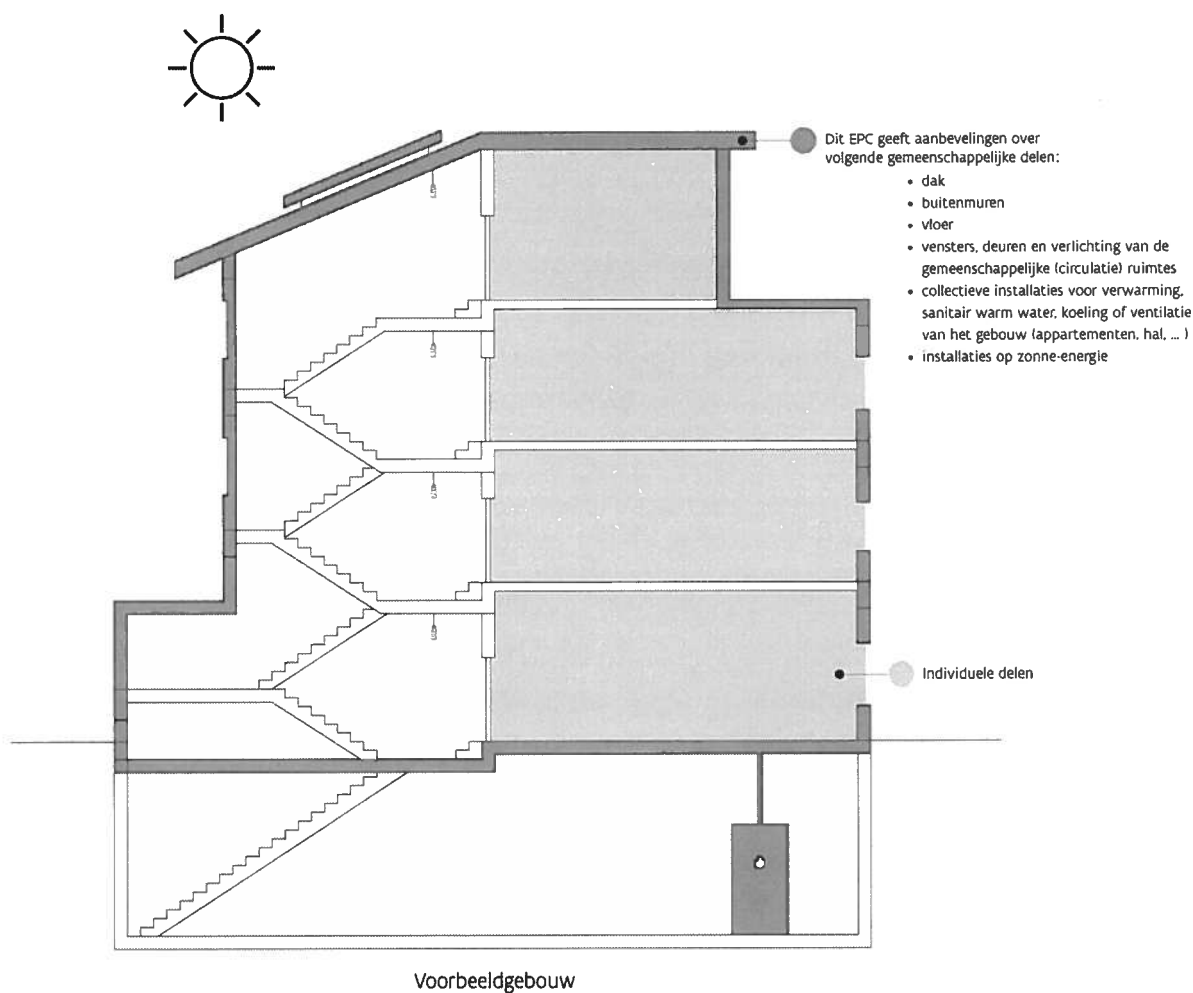 Dit EPC geeft aanbevelingen over
volgende gemeenschappelijke delen:
• dak
• buitenmuren
• vloer
• vensters, deuren en verlichting van de
gemeenschappelijke (circulatie) ruimtes
• collectieve installaties voor verwarming,
sanitair warm water, koeling of ventilatie
van het gebouw (appartementen, hal, ... )
• installaties op zonne-energie
Individuele delen
Voorbeeldgebouw